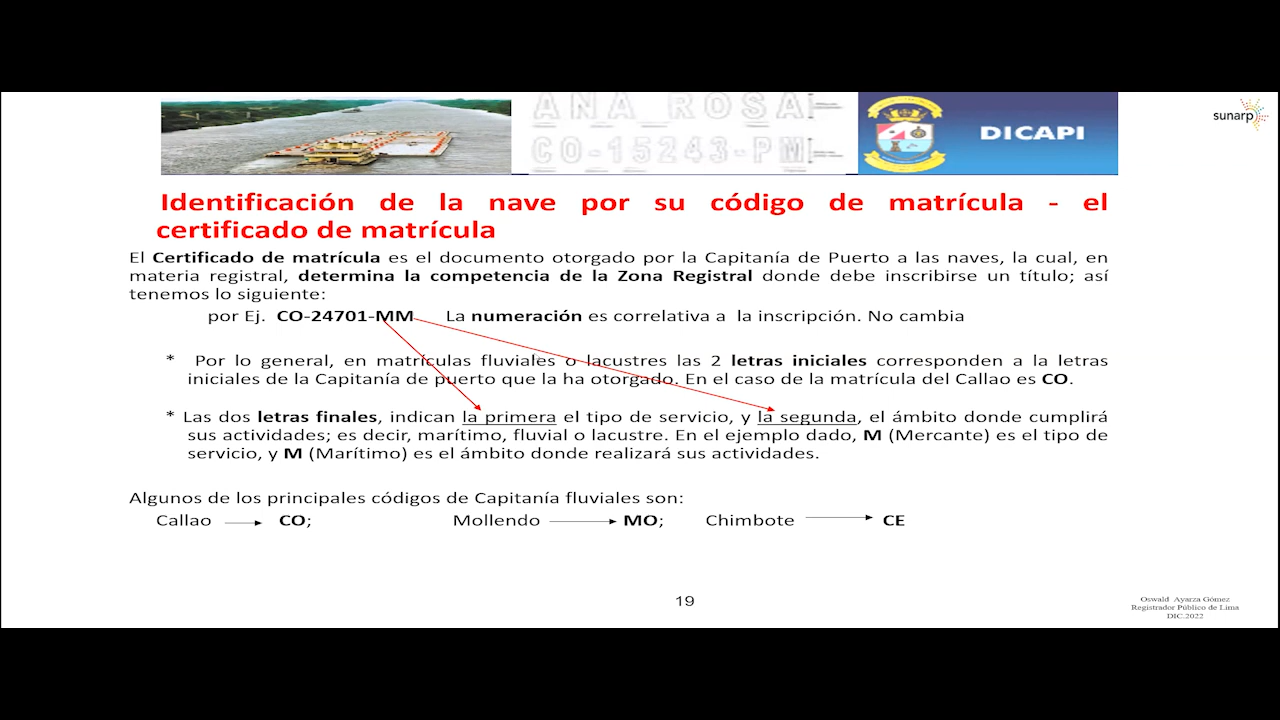 ANA ROSA
CO-15243-PM
DICAPI
sunarp
Identificación de la nave por su código de matrícula - el
certificado de matrícula
El Certificado de matrícula es el documento otorgado por la Capitanía de Puerto a las naves, la cual, en
materia registral, determina la competencia de la Zona Registral donde debe inscribirse un título; así
tenemos lo siguiente:
por Ej. CO-24701-MM La numeración es correlativa a la inscripción. No cambia
* Por lo general, en matrículas fluviales o lacustres las 2 letras iniciales corresponden a la letras
iniciales de la Capitanía de puerto que la ha otorgado. En el caso de la matrícula del Callao es CO.
* Las dos letras finales, indican la primera el tipo de servicio, y la segunda, el ámbito donde cumplirá
sus actividades; es decir, marítimo, fluvial o lacustre. En el ejemplo dado, M (Mercante) es el tipo de
servicio, y M (Marítimo) es el ámbito donde realizará sus actividades.
Algunos de los principales códigos de Capitanía fluviales son:
Callao CO; Mollendo MO; Chimbote CE
19
Oswald. Ayarza Gómez
Registrador Público de Lima
DIC.2022